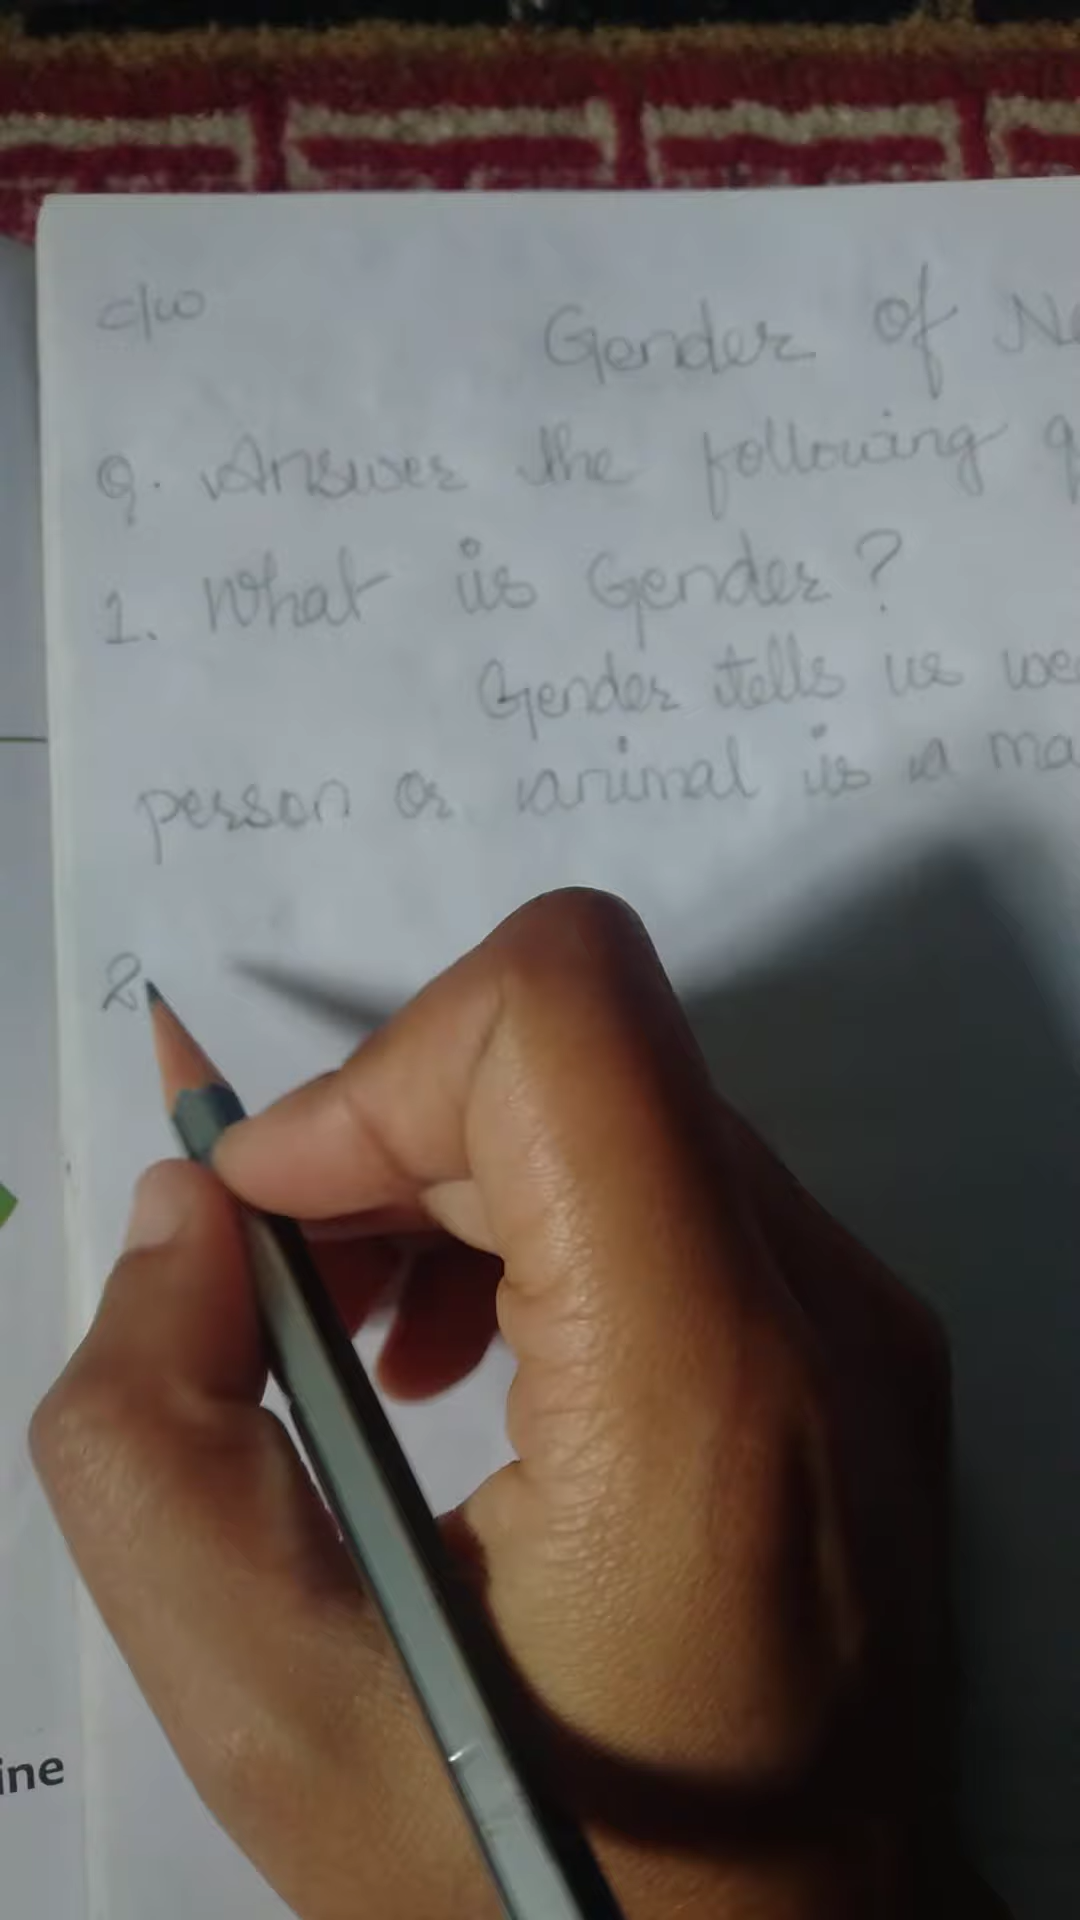 c/w
Gender of
Q. Answer the following
1. What is Gender?
Gender tells us
person or animal is a
2.
ine